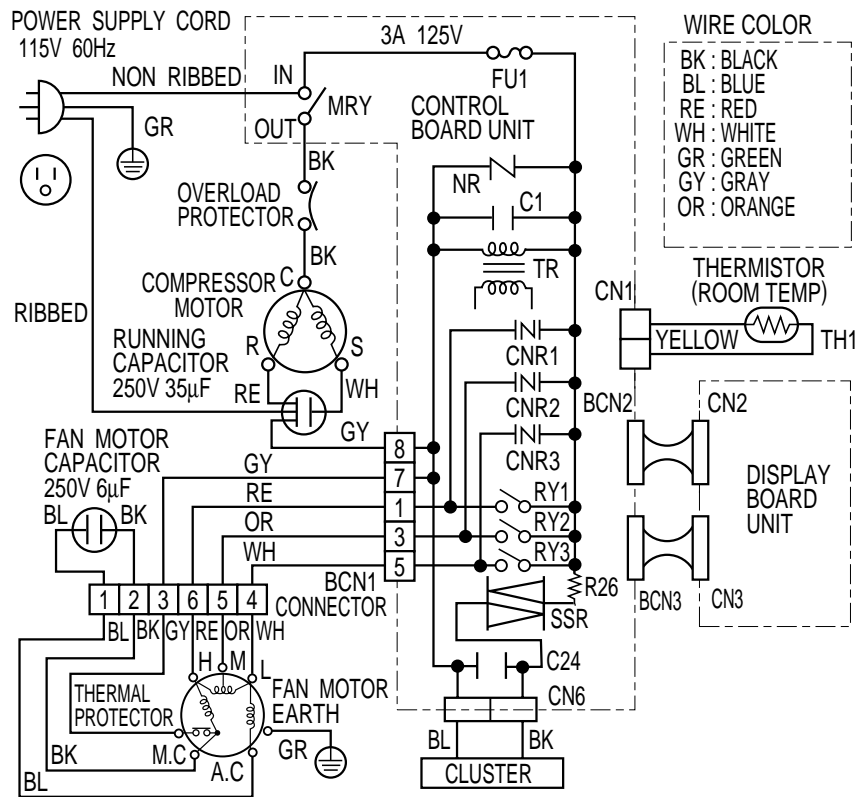 POWER SUPPLY CORD
115V 60Hz
NON RIBBED
IN
3A 125V
FU1
WIRE COLOR
BK : BLACK
BL : BLUE
RE : RED
WH : WHITE
GR : GREEN
GY : GRAY
OR : ORANGE
GR
OUT
MRY
CONTROL
BOARD UNIT
BK
NR
OVERLOAD
PROTECTOR
C1
BK
TR
COMPRESSOR
MOTOR
C
CN1
THERMISTOR
(ROOM TEMP)
RIBBED
RUNNING
CAPACITOR
250V 35μF
R
S
CNR1
YELLOW
TH1
RE
WH
CNR2
BCN2
CN2
GY
CNR3
FAN MOTOR
CAPACITOR
250V 6μF
BL
BK
GY
RE
OR
WH
8
7
1
3
5
RY1
RY2
RY3
DISPLAY
BOARD
UNIT
BCN1
CONNECTOR
1 2 3 6 5 4
R26
SSR
BCN3
CN3
BL BK GY RE OR WH
H M L
C24
THERMAL
PROTECTOR
FAN MOTOR
EARTH
CN6
BK
M.C
A.C
GR
BL
BL
BK
CLUSTER